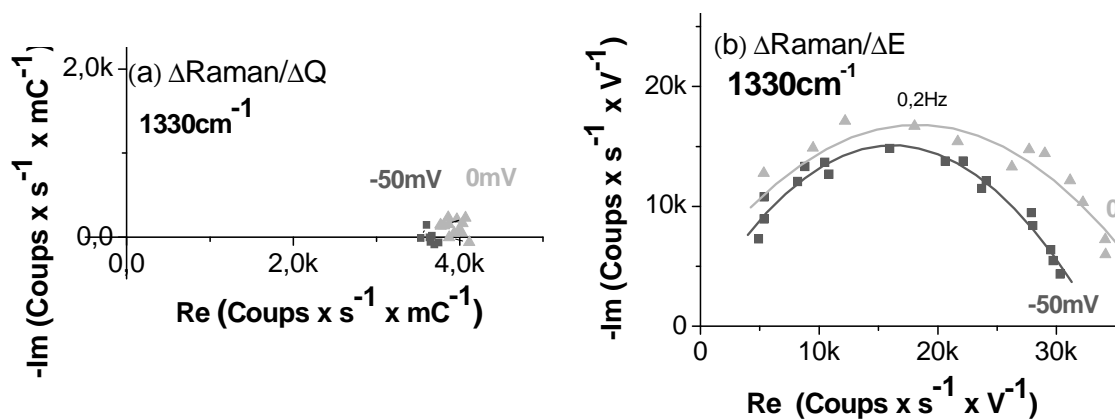 -Im (Coups x s⁻¹ x mC⁻¹)
2,0k
0,0
(a) ΔRaman/ΔQ
1330cm⁻¹
-50mV
0mV
0,0
2,0k
4,0k
Re (Coups x s⁻¹ x mC⁻¹)
-Im (Coups x s⁻¹ x V⁻¹)
20k
10k
0
(b) ΔRaman/ΔE
1330cm⁻¹
0,2Hz
0
-50mV
0
10k
20k
30k
Re (Coups x s⁻¹ x V⁻¹)